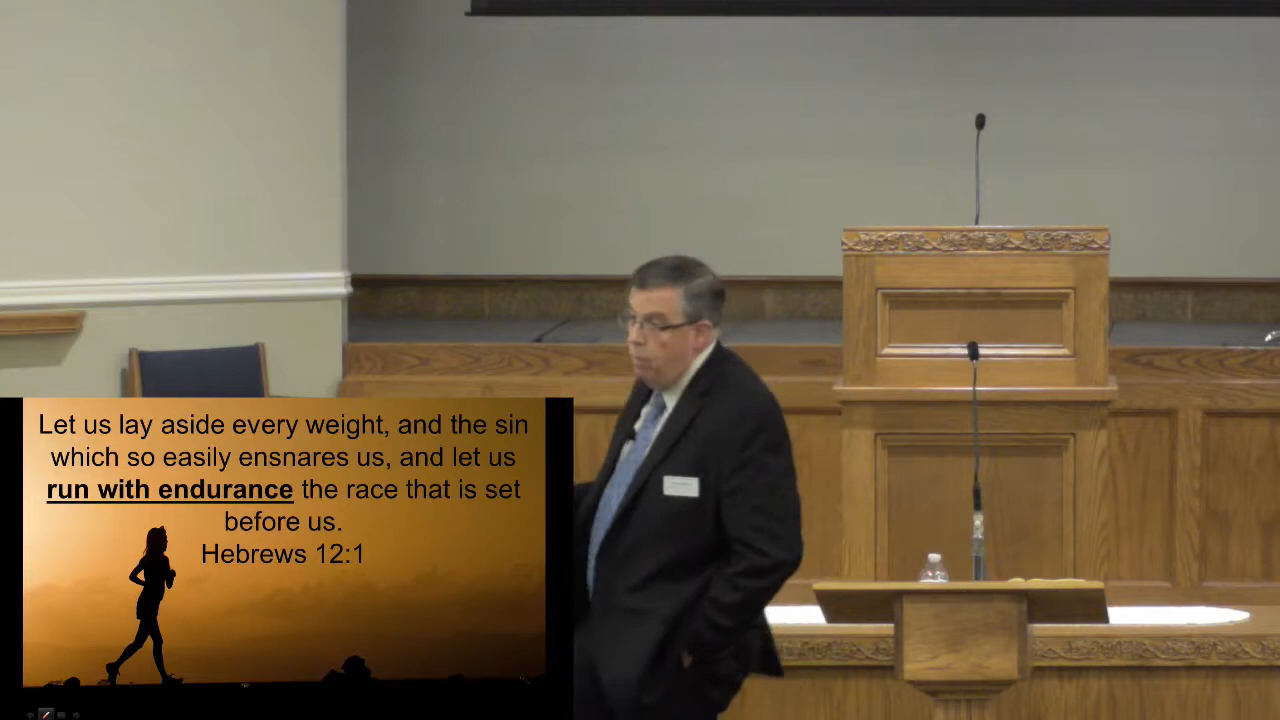 Let us lay aside every weight, and the sin
which so easily ensnares us, and let us
run with endurance the race that is set
before us.
Hebrews 12:1